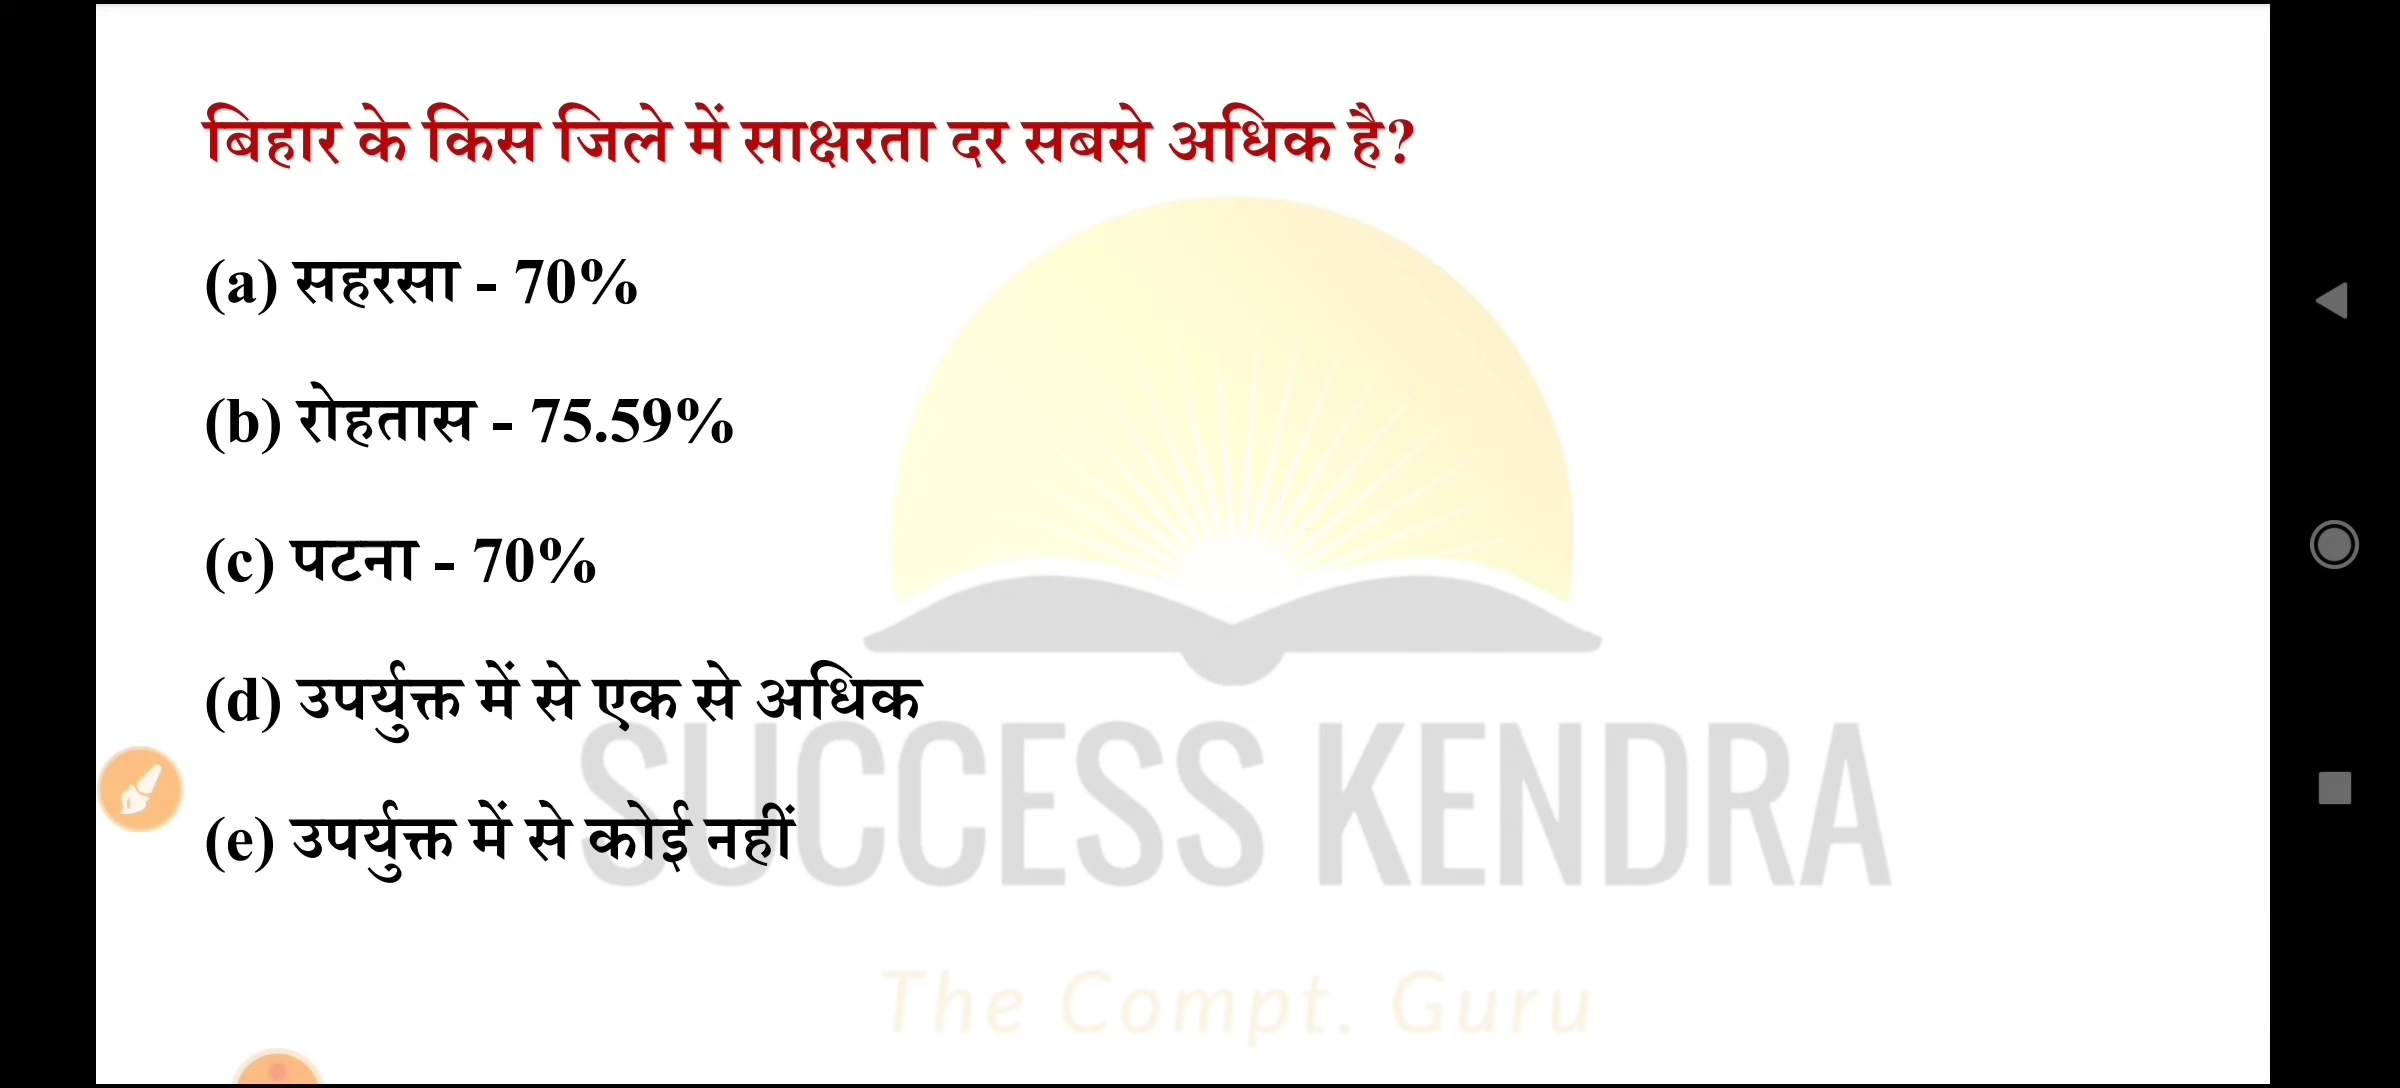 बिहार के किस जिले में साक्षरता दर सबसे अधिक है?
(a) सहरसा - 70%
(b) रोहतास - 75.59%
(c) पटना - 70%
(d) उपर्युक्त में से एक से अधिक
(e) उपर्युक्त में से कोई नहीं
SUCCESS KENDRA
The Compt. Guru